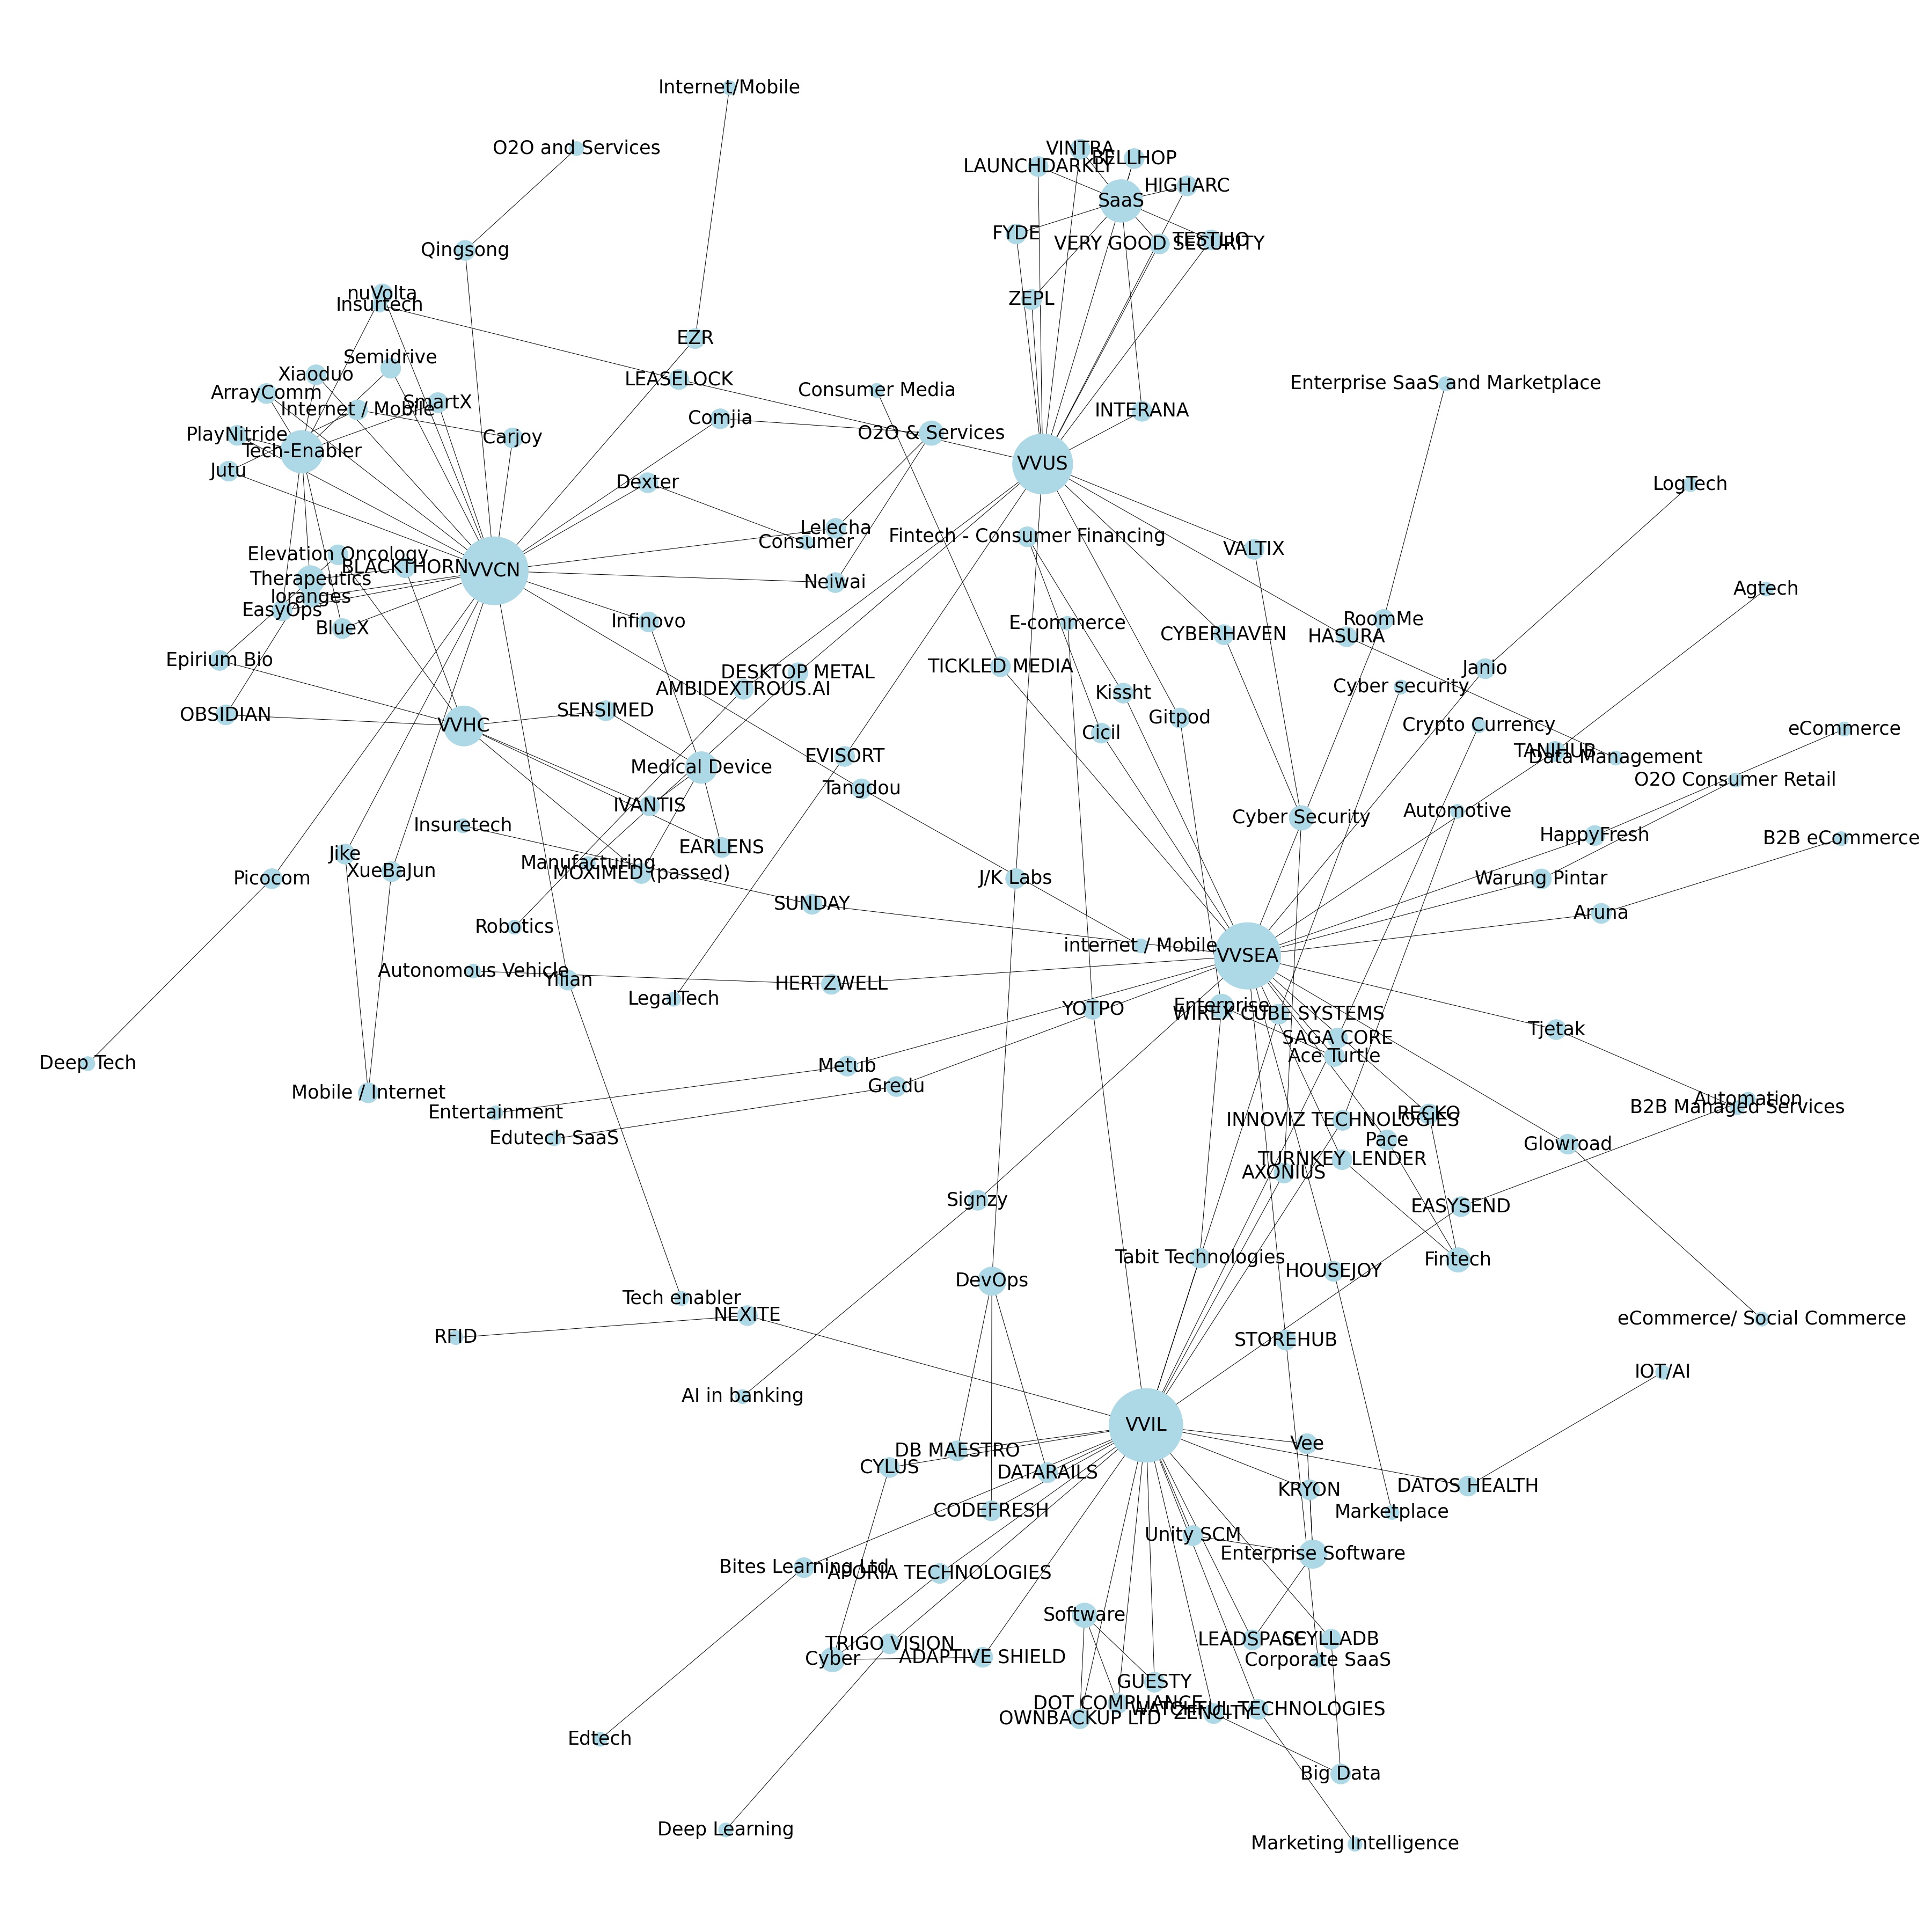 Internet/Mobile
O2O and Services
VINTRA
BELLHOP
LAUNCHDARKLY
HIGHARC
SaaS
FYDE
VERY GOOD SECURITY
TESTLIO
Qingsong
nuVolta
Insurtech
ZEPL
EZR
Semidrive
Xiaoduo
LEASELOCK
Consumer Media
Enterprise SaaS and Marketplace
ArrayComm
Internet / Mobile
SmartX
INTERANA
Comjia
PlayNitride
Carjoy
O2O & Services
Tech-Enabler
VVUS
Jutu
Dexter
LogTech
Lelecha
Consumer
Fintech - Consumer Financing
VALTIX
Elevation Oncology
BLACKTHORN
VVCN
Therapeutics
Neiwai
Agtech
Ioranges
EasyOps
BlueX
Infinovo
E-commerce
RoomMe
CYBERHAVEN
HASURA
Epirium Bio
TICKLED MEDIA
Janio
DESKTOP METAL
AMBIDEXTROUS.AI
Kissht
Cyber security
OBSIDIAN
SENSIMED
Gitpod
VVHC
Cicil
Crypto Currency
eCommerce
EVISORT
TANIHUB
Data Management
Medical Device
O2O Consumer Retail
Tangdou
IVANTIS
Insuretech
Cyber Security
Automotive
HappyFresh
B2B eCommerce
Jike
EARLENS
Manufacturing
XueBaJun
MOXIMED (passed)
Picocom
J/K Labs
Warung Pintar
SUNDAY
Aruna
Robotics
internet / Mobile
VVSEA
Autonomous Vehicle
Yilian
HERTZWELL
LegalTech
YOTPO
Enterprise
WIREX
CUBE SYSTEMS
Tjetak
SAGA CORE
Ace Turtle
Deep Tech
Metub
Gredu
Mobile / Internet
Entertainment
Automation
B2B Managed Services
INNOVIZ TECHNOLOGIES
RECKO
Edutech SaaS
Pace
Glowroad
TURNKEY LENDER
AXONIUS
Signzy
EASYSEND
Tabit Technologies
Fintech
HOUSEJOY
DevOps
Tech enabler
NEXITE
eCommerce/ Social Commerce
RFID
STOREHUB
IOT/AI
AI in banking
VVIL
Vee
DB MAESTRO
CYLUS
DATARAILS
KRYON
DATOS HEALTH
CODEFRESH
Marketplace
Unity SCM
Enterprise Software
Bites Learning Ltd
APORIA TECHNOLOGIES
Software
TRIGO VISION
LEADSPACE
SCYLLADB
Cyber
ADAPTIVE SHIELD
Corporate SaaS
GUESTY
DOT COMPLIANCE
WATCHFUL TECHNOLOGIES
ZENCITY
OWNBACKUP LTD
Edtech
Big Data
Deep Learning
Marketing Intelligence